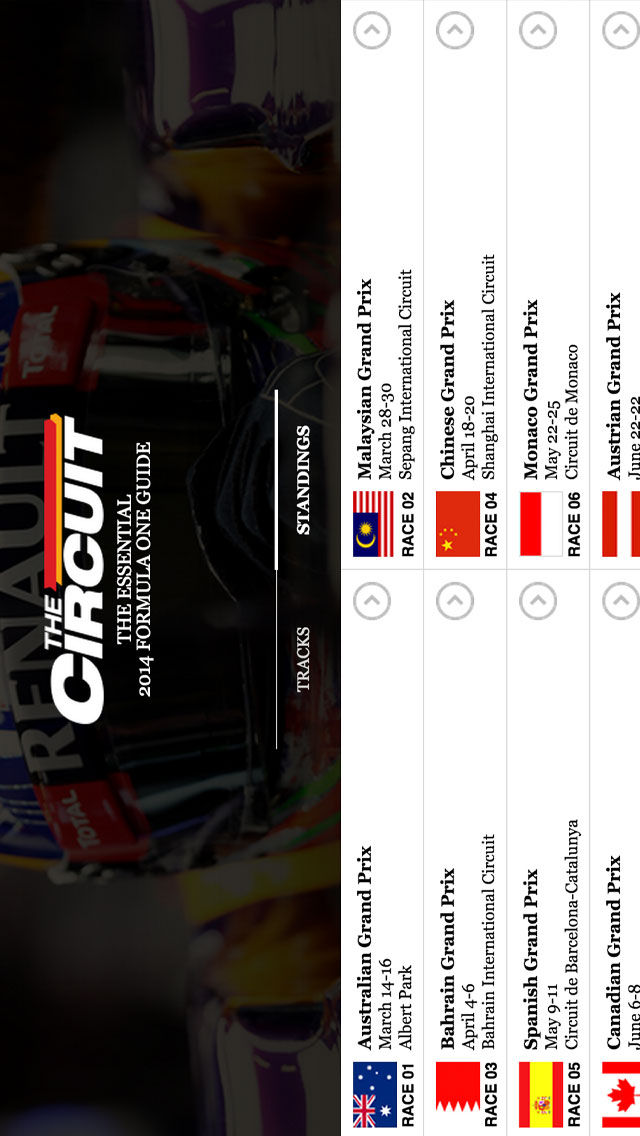 RENAULT
TOTAL
TOTAL
THE
CIRCUIT
THE ESSENTIAL
2014 FORMULA ONE GUIDE
TRACKS
STANDINGS
RACE 01
Australian Grand Prix
March 14-16
Albert Park
RACE 02
Malaysian Grand Prix
March 28-30
Sepang International Circuit
RACE 03
Bahrain Grand Prix
April 4-6
Bahrain International Circuit
RACE 04
Chinese Grand Prix
April 18-20
Shanghai International Circuit
RACE 05
Spanish Grand Prix
May 9-11
Circuit de Barcelona-Catalunya
RACE 06
Monaco Grand Prix
May 22-25
Circuit de Monaco
Canadian Grand Prix
June 6-8
Austrian Grand Prix
June 22-22